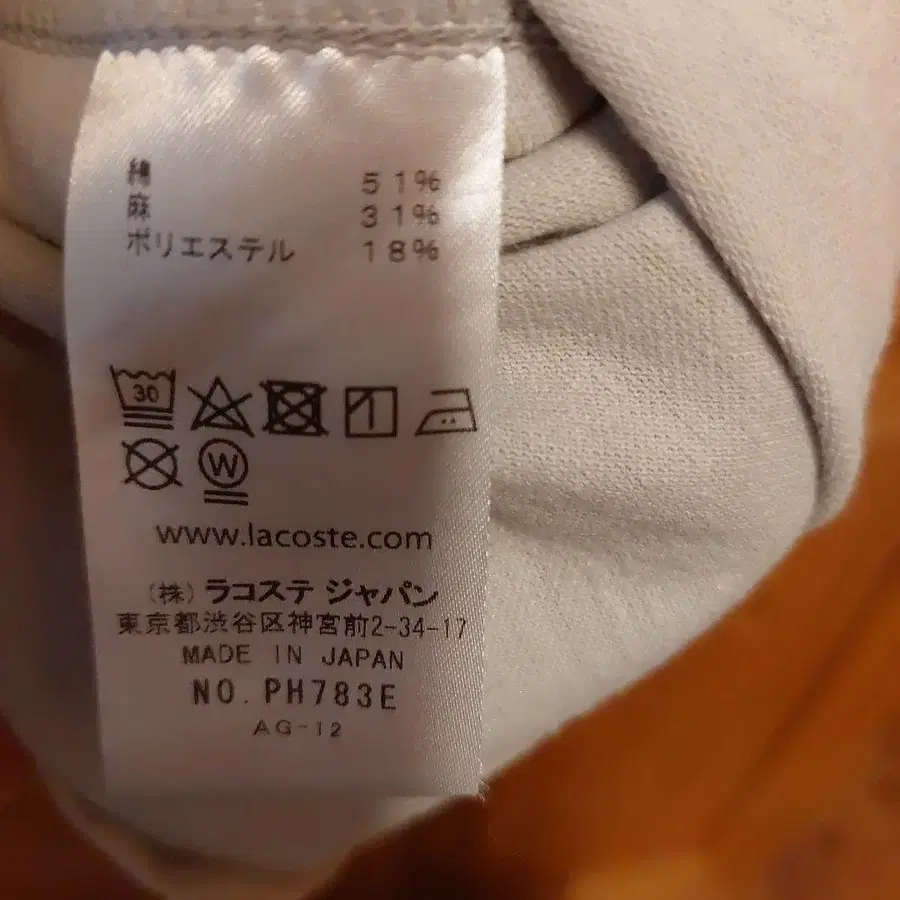 綿 51%
麻 31%
ポリエステル 18%
30
W
www.lacoste.com
(株) ラコステ ジャパン
東京都渋谷区神宮前2-34-17
MADE IN JAPAN
NO. PH783E
AG-12